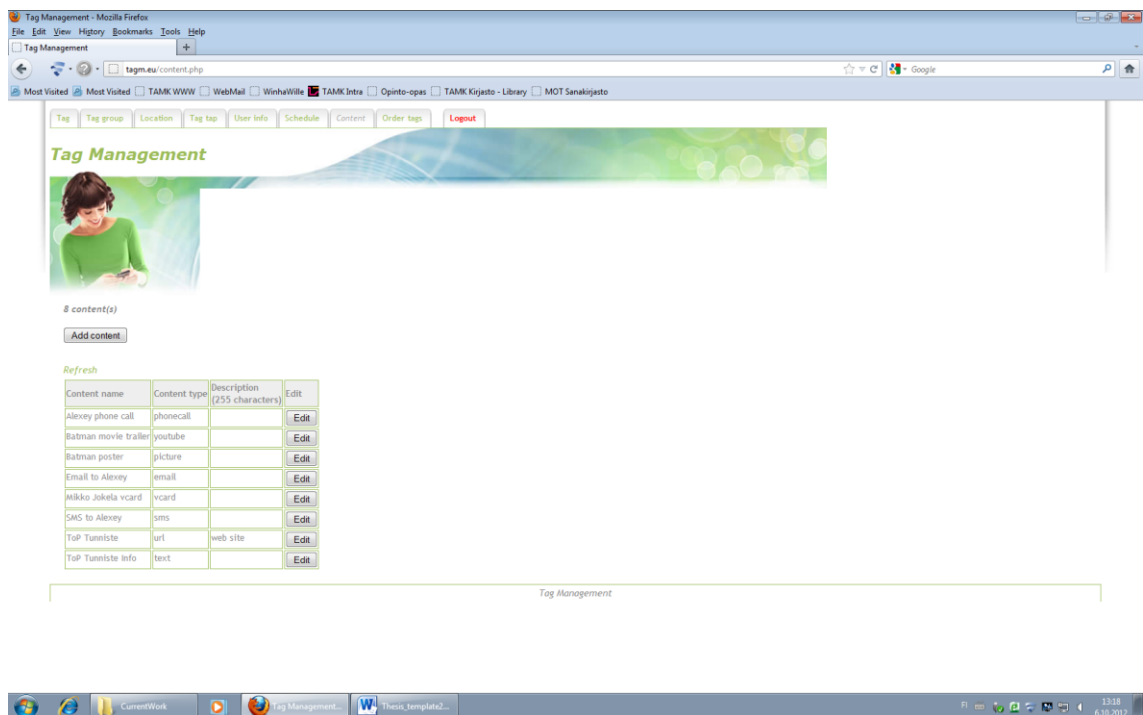 Tag Management - Mozilla Firefox
File Edit View History Bookmarks Tools Help
Tag Management +
tagm.eu/content.php Google
Most Visited Most Visited TAMK WWW WebMail WinhaWille TAMK Intra Opinto-opas TAMK Kirjasto - Library MOT Sanakirjasto
Tag Tag group Location Tag tap User info Schedule Content Order tags Logout
Tag Management
8 content(s)
Add content
Refresh
Content name Content type Description (255 characters) Edit
Alexey phone call phonecall Edit
Batman movie trailer youtube Edit
Batman poster picture Edit
Email to Alexey email Edit
Mikko Jokela vcard vcard Edit
SMS to Alexey sms Edit
ToP Tunniste url web site Edit
ToP Tunniste info text Edit
Tag Management
CurrentWork Tag Management... Thesis_template2... FI 13:18
6.10.2012